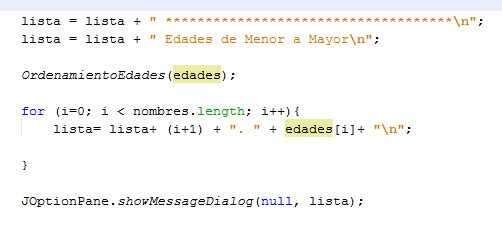 lista = lista + " ************************************\n";
lista = lista + " Edades de Menor a Mayor\n";
OrdenamientoEdades(edades);
for (i=0; i < nombres.length; i++){
lista= lista+ (i+1) + ". " + edades[i]+ "\n";
}
JOptionPane.showMessageDialog(null, lista);